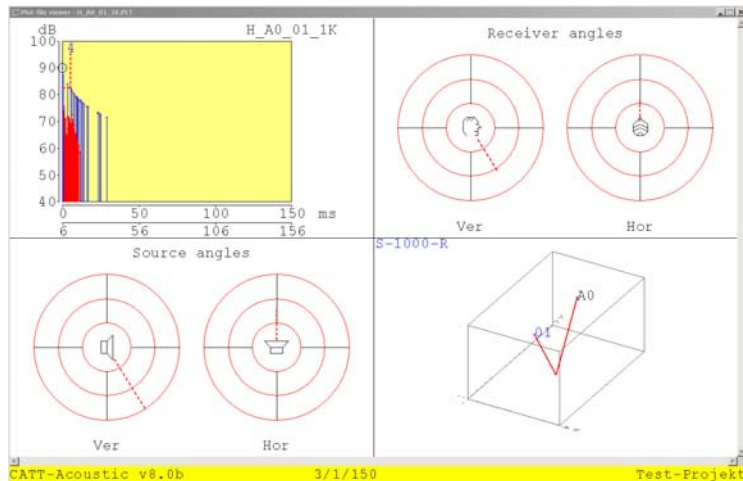 Plot-file viewer - H_A0_01_1K.PLT
dB
H_A0_01_1K
100
90
80
70
60
50
40
4
0 50 100 150 ms
6 56 106 156
Receiver angles
Ver Hor
Source angles
Ver Hor
S-1000-R
A0
01
CATT-Acoustic v8.0b 3/1/150 Test-Projekt